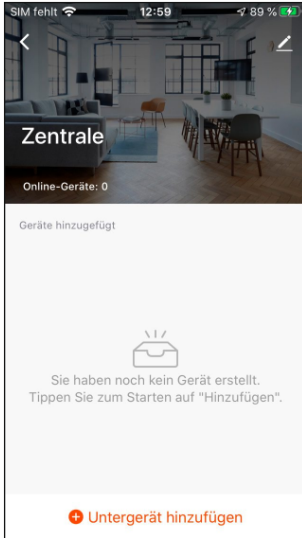 SIM fehlt 12:59 89 %
Zentrale
Online-Geräte: 0
Geräte hinzugefügt
Sie haben noch kein Gerät erstellt.
Tippen Sie zum Starten auf "Hinzufügen".
Untergerät hinzufügen